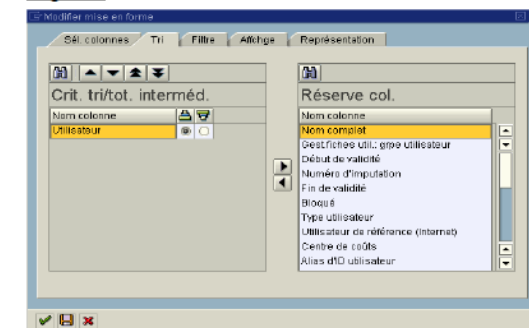 Modifier mise en forme
Sél. colonnes Tri Filtre Affchge Représentation
Crit. tri/tot. interméd.
Nom colonne
Utilisateur
Réserve col.
Nom colonne
Nom complet
Gest.fiches util.: grpe utilisateur
Début de validité
Numéro d'imputation
Fin de validité
Bloqué
Type utilisateur
Utilisateur de référence (Internet)
Centre de coûts
Alias d'ID utilisateur